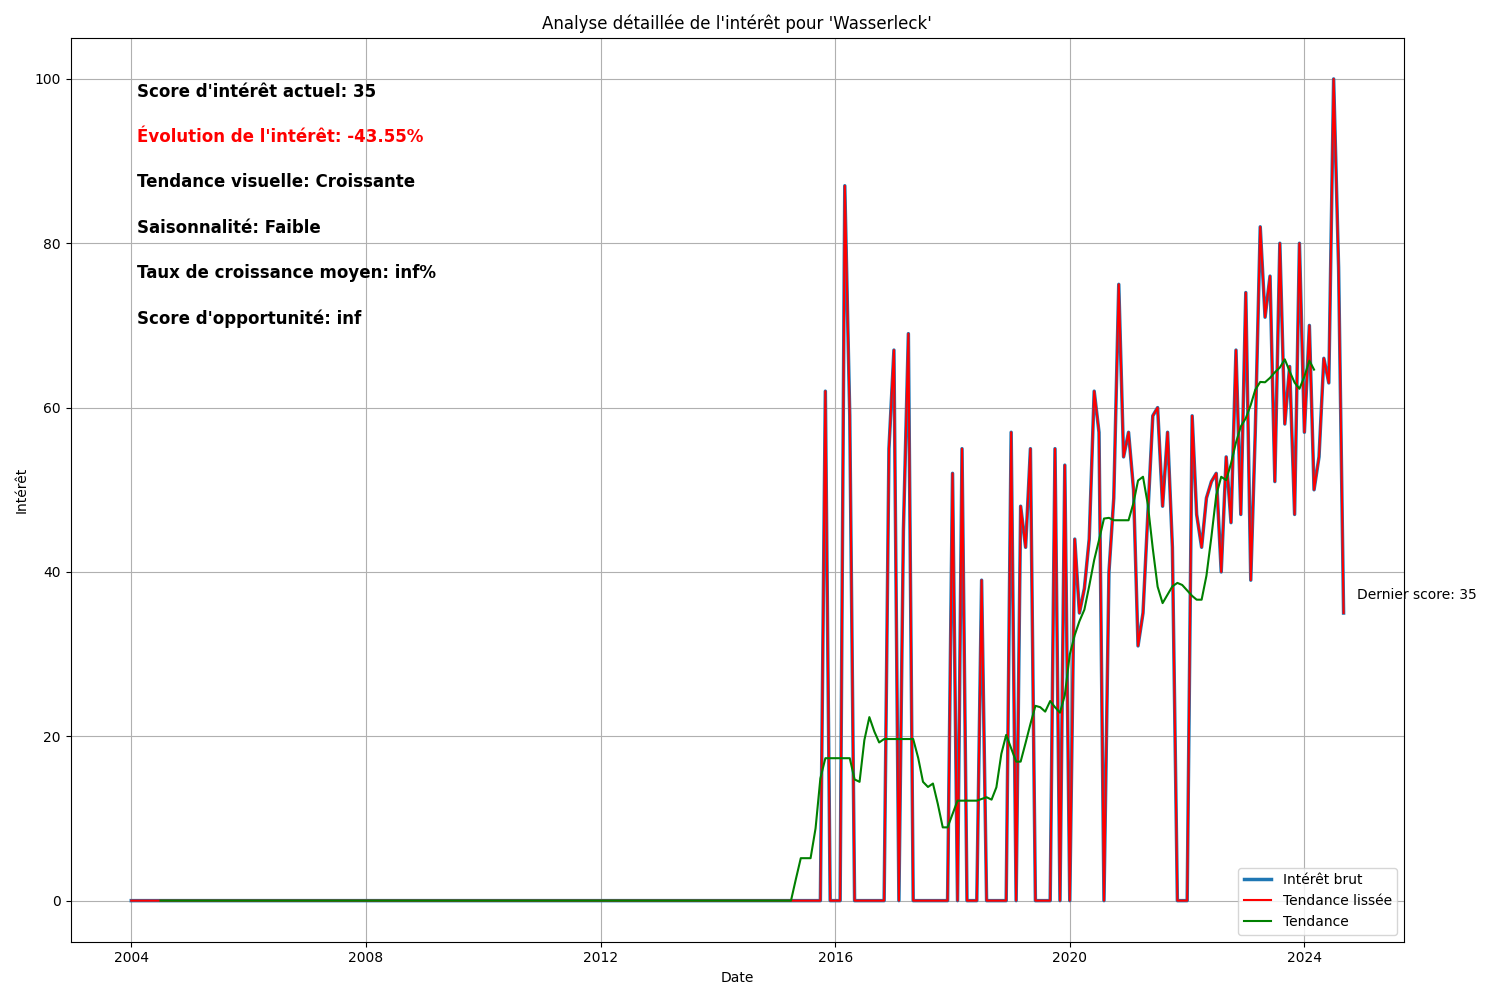 Analyse détaillée de l'intérêt pour 'Wasserleck'
100
80
60
40
20
0
Intérêt
Score d'intérêt actuel: 35
Évolution de l'intérêt: -43.55%
Tendance visuelle: Croissante
Saisonnalité: Faible
Taux de croissance moyen: inf%
Score d'opportunité: inf
Dernier score: 35
Intérêt brut
Tendance lissée
Tendance
2004 2008 2012 2016 2020 2024
Date